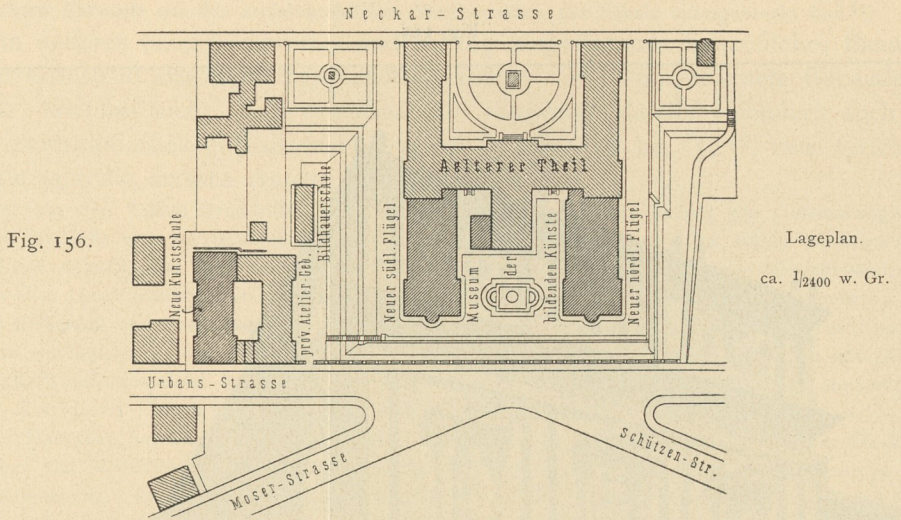 Neckar-Strasse
Aelterer Theil
Fig. 156.
Neue Kunstschule
prov. Atelier-Geb.
Bildhauerschule
Neuer südl. Flügel
Museum
der
bildenden Künste
Neuer nördl. Flügel
Lageplan.
ca. 1/2400 w. Gr.
Urbans-Strasse
Moser-Strasse
Schützen-Str.